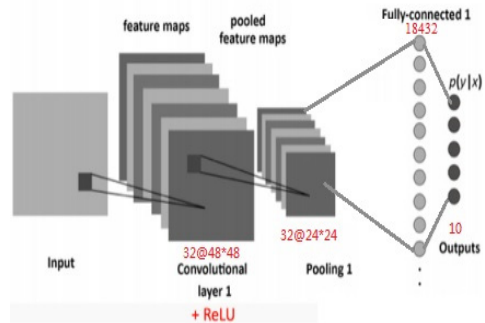 feature maps
pooled
feature maps
Fully-connected 1
18432
p(y|x)
32@48*48
32@24*24
10
Input
Convolutional
layer 1
Pooling 1
Outputs
+ ReLU